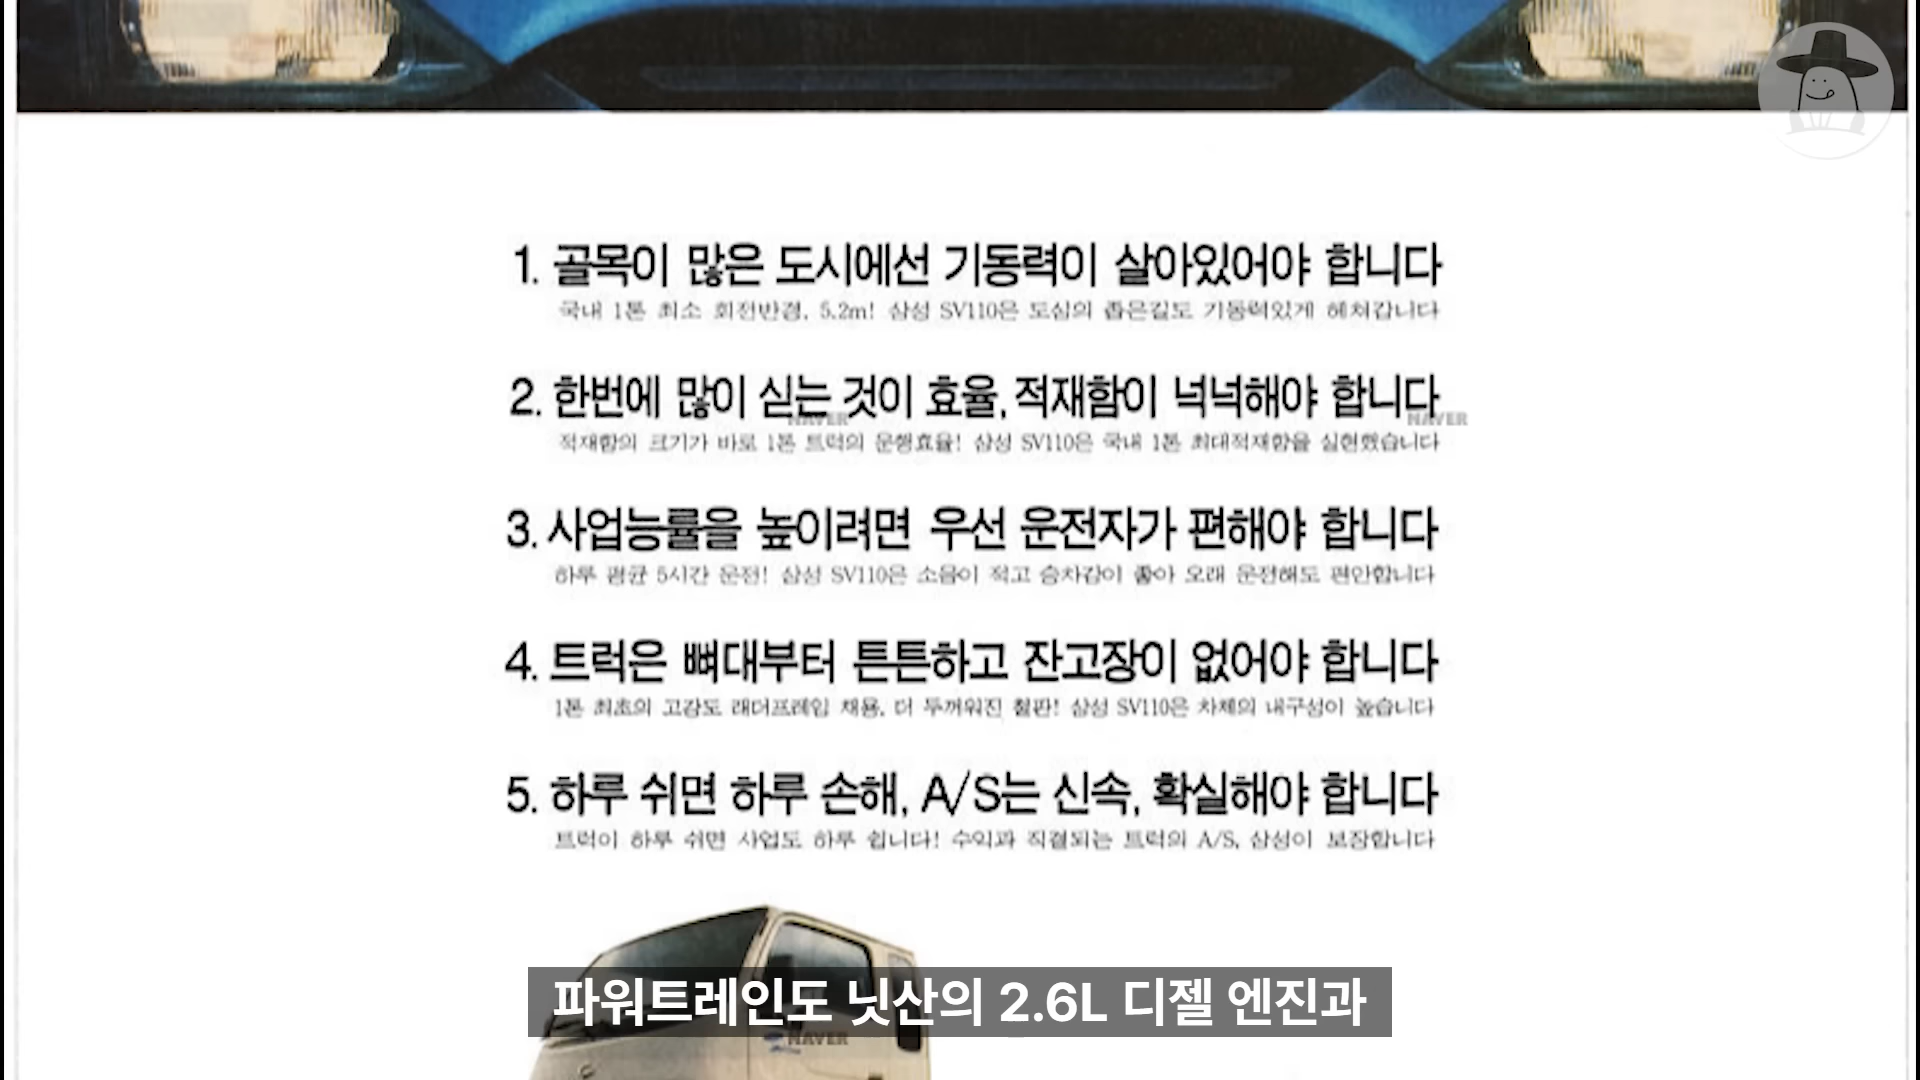 1. 골목이 많은 도시에선 기동력이 살아있어야 합니다
국내 1톤 최소 회전반경, 5.2m! 삼성 SV110은 도심의 좁은길도 기동력있게 헤쳐갑니다
2. 한번에 많이 싣는 것이 효율, 적재함이 넉넉해야 합니다
NAVER
NAVER
적재함의 크기가 바로 1톤 트럭의 운행효율! 삼성 SV110은 국내 1톤 최대적재함을 실현했습니다
3. 사업능률을 높이려면 우선 운전자가 편해야 합니다
하루 평균 5시간 운전! 삼성 SV110은 소음이 적고 승차감이 좋아 오래 운전해도 편안합니다
4. 트럭은 뼈대부터 튼튼하고 잔고장이 없어야 합니다
1톤 최초의 고강도 래더프레임 채용, 더 두꺼워진 철판! 삼성 SV110은 차체의 내구성이 높습니다
5. 하루 쉬면 하루 손해, A/S는 신속, 확실해야 합니다
트럭이 하루 쉬면 사업도 하루 쉽니다! 수익과 직결되는 트럭의 A/S, 삼성이 보장합니다
파워트레인도 닛산의 2.6L 디젤 엔진과
NAVER